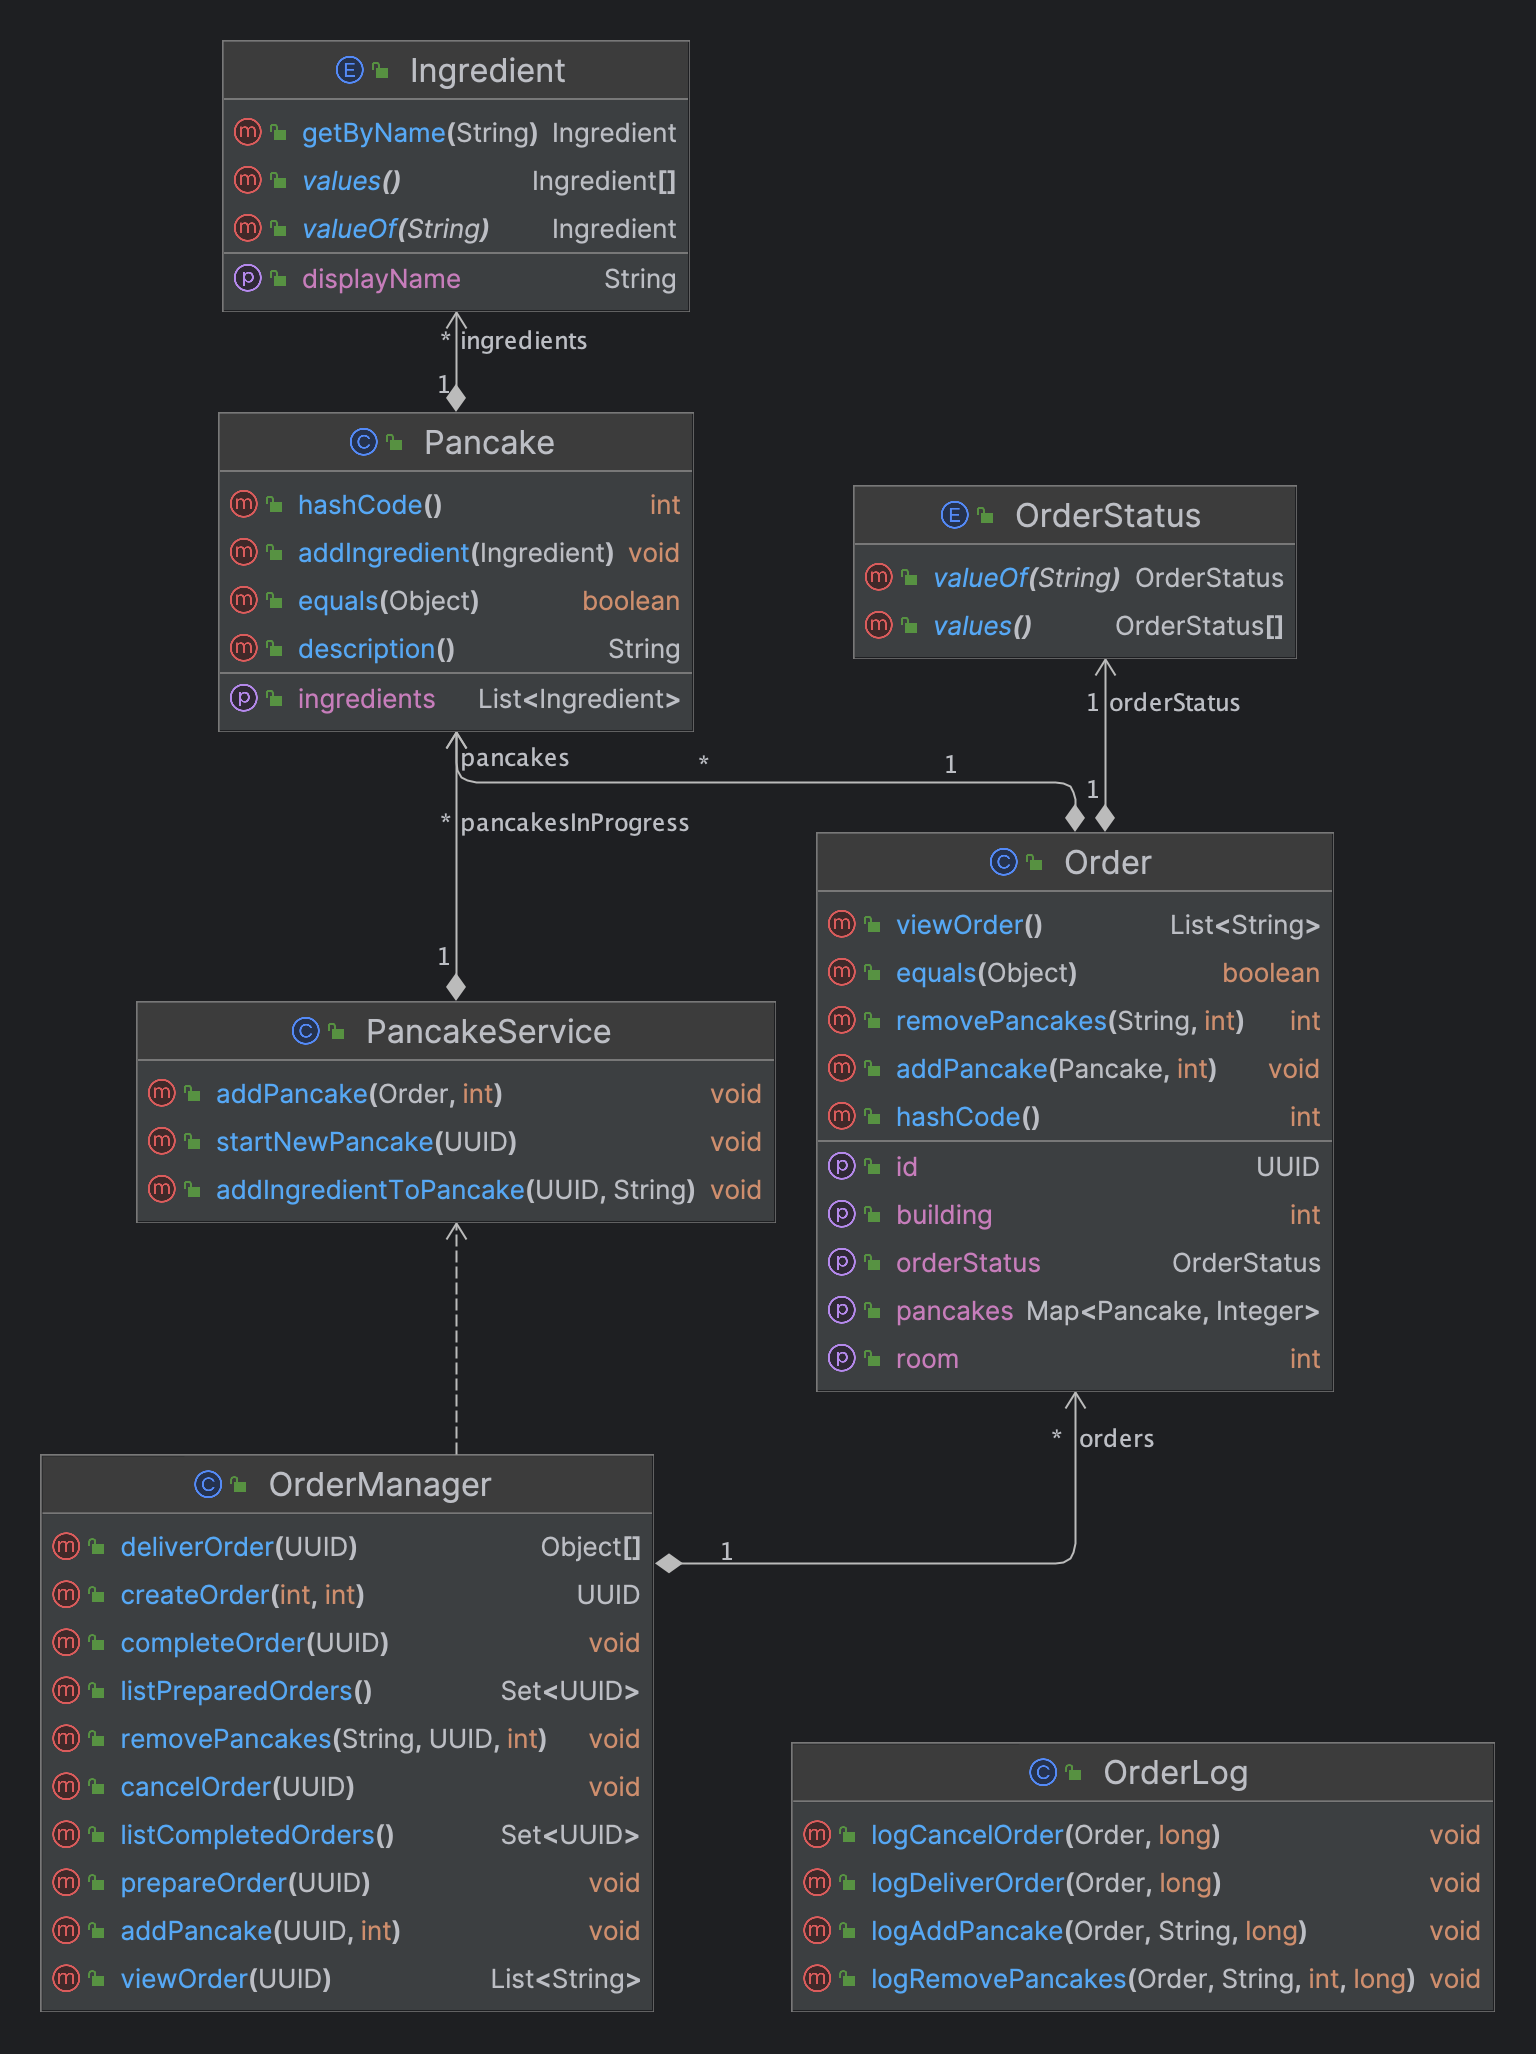 E Ingredient
m getByName(String) Ingredient
m values() Ingredient[]
m valueOf(String) Ingredient
p displayName String
* ingredients
1
C Pancake
m hashCode() int
m addIngredient(Ingredient) void
m equals(Object) boolean
m description() String
p ingredients List<Ingredient>
E OrderStatus
m valueOf(String) OrderStatus
m values() OrderStatus[]
1 orderStatus
pancakes * 1
1
* pancakesInProgress
1
C Order
m viewOrder() List<String>
m equals(Object) boolean
m removePancakes(String, int) int
m addPancake(Pancake, int) void
m hashCode() int
p id UUID
p building int
p orderStatus OrderStatus
p pancakes Map<Pancake, Integer>
p room int
C PancakeService
m addPancake(Order, int) void
m startNewPancake(UUID) void
m addIngredientToPancake(UUID, String) void
* orders
1
C OrderManager
m deliverOrder(UUID) Object[]
m createOrder(int, int) UUID
m completeOrder(UUID) void
m listPreparedOrders() Set<UUID>
m removePancakes(String, UUID, int) void
m cancelOrder(UUID) void
m listCompletedOrders() Set<UUID>
m prepareOrder(UUID) void
m addPancake(UUID, int) void
m viewOrder(UUID) List<String>
C OrderLog
m logCancelOrder(Order, long) void
m logDeliverOrder(Order, long) void
m logAddPancake(Order, String, long) void
m logRemovePancakes(Order, String, int, long) void